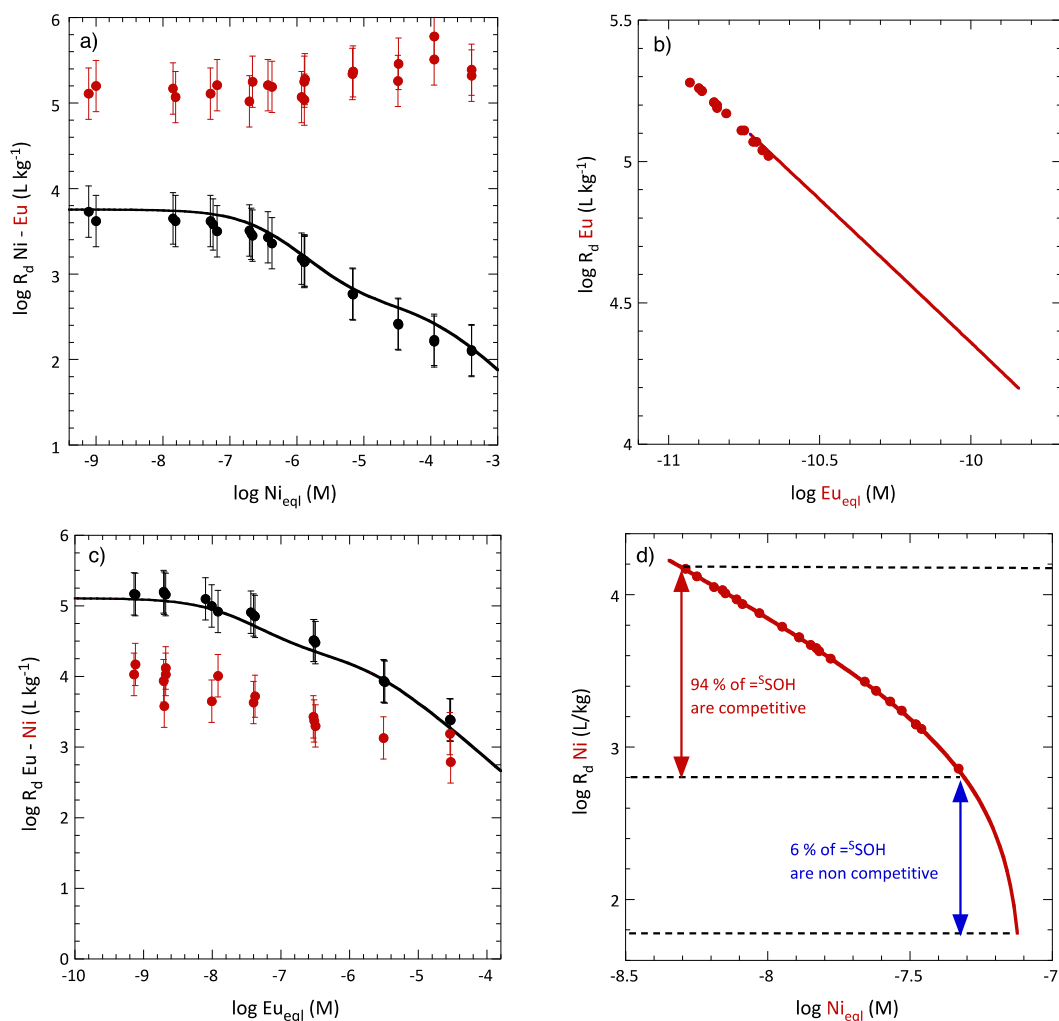 a)
6
5
4
3
2
1
log R_d Ni - Eu (L kg⁻¹)
-9 -8 -7 -6 -5 -4 -3
log Ni_eql (M)
b)
5.5
5
4.5
4
log R_d Eu (L kg⁻¹)
-11 -10.5 -10
log Eu_eql (M)
c)
6
5
4
3
2
1
0
log R_d Eu - Ni (L kg⁻¹)
-10 -9 -8 -7 -6 -5 -4
log Eu_eql (M)
d)
4
3
2
log R_d Ni (L/kg)
94 % of ≡ˢSOH
are competitive
6 % of ≡ˢSOH
are non competitive
-8.5 -8 -7.5 -7
log Ni_eql (M)